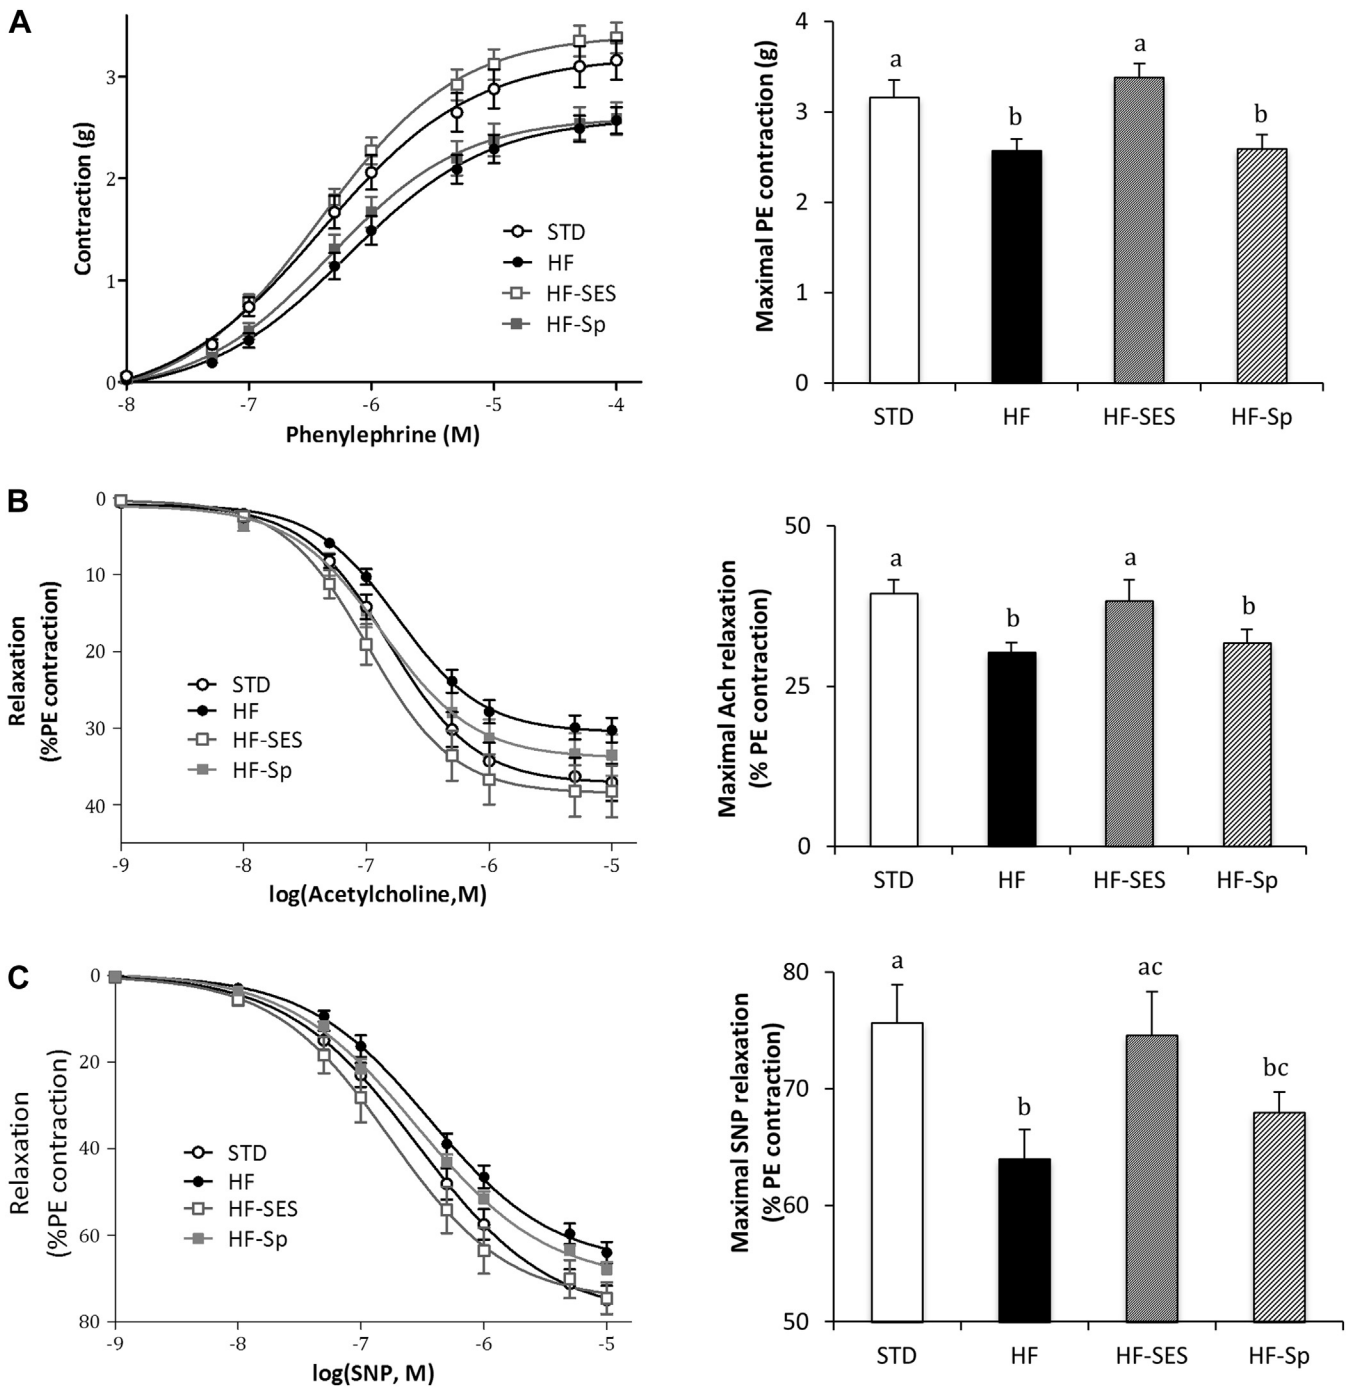 A
Contraction (g)
3
2
1
0
-8
-7
-6
-5
-4
Phenylephrine (M)
STD
HF
HF-SES
HF-Sp
Maximal PE contraction (g)
4
3
2
1
0
a
b
a
b
STD
HF
HF-SES
HF-Sp
B
Relaxation
(%PE contraction)
0
10
20
30
40
-9
-8
-7
-6
-5
log(Acetylcholine,M)
STD
HF
HF-SES
HF-Sp
Maximal Ach relaxation
(% PE contraction)
50
25
0
a
b
a
b
STD
HF
HF-SES
HF-Sp
C
Relaxation
(%PE contraction)
0
20
40
60
80
-9
-8
-7
-6
-5
log(SNP, M)
STD
HF
HF-SES
HF-Sp
Maximal SNP relaxation
(% PE contraction)
80
70
60
50
a
b
ac
bc
STD
HF
HF-SES
HF-Sp